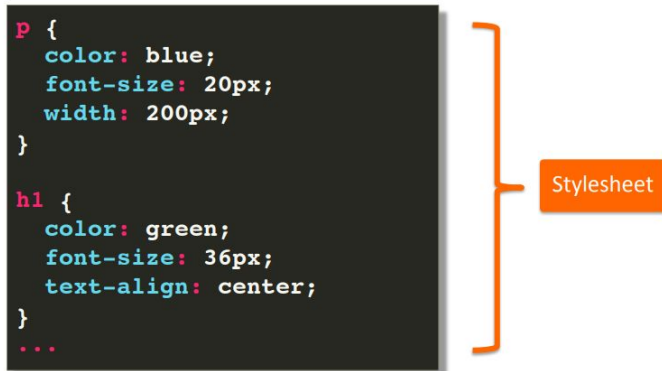 p {
  color: blue;
  font-size: 20px;
  width: 200px;
}
h1 {
  color: green;
  font-size: 36px;
  text-align: center;
}
...
Stylesheet